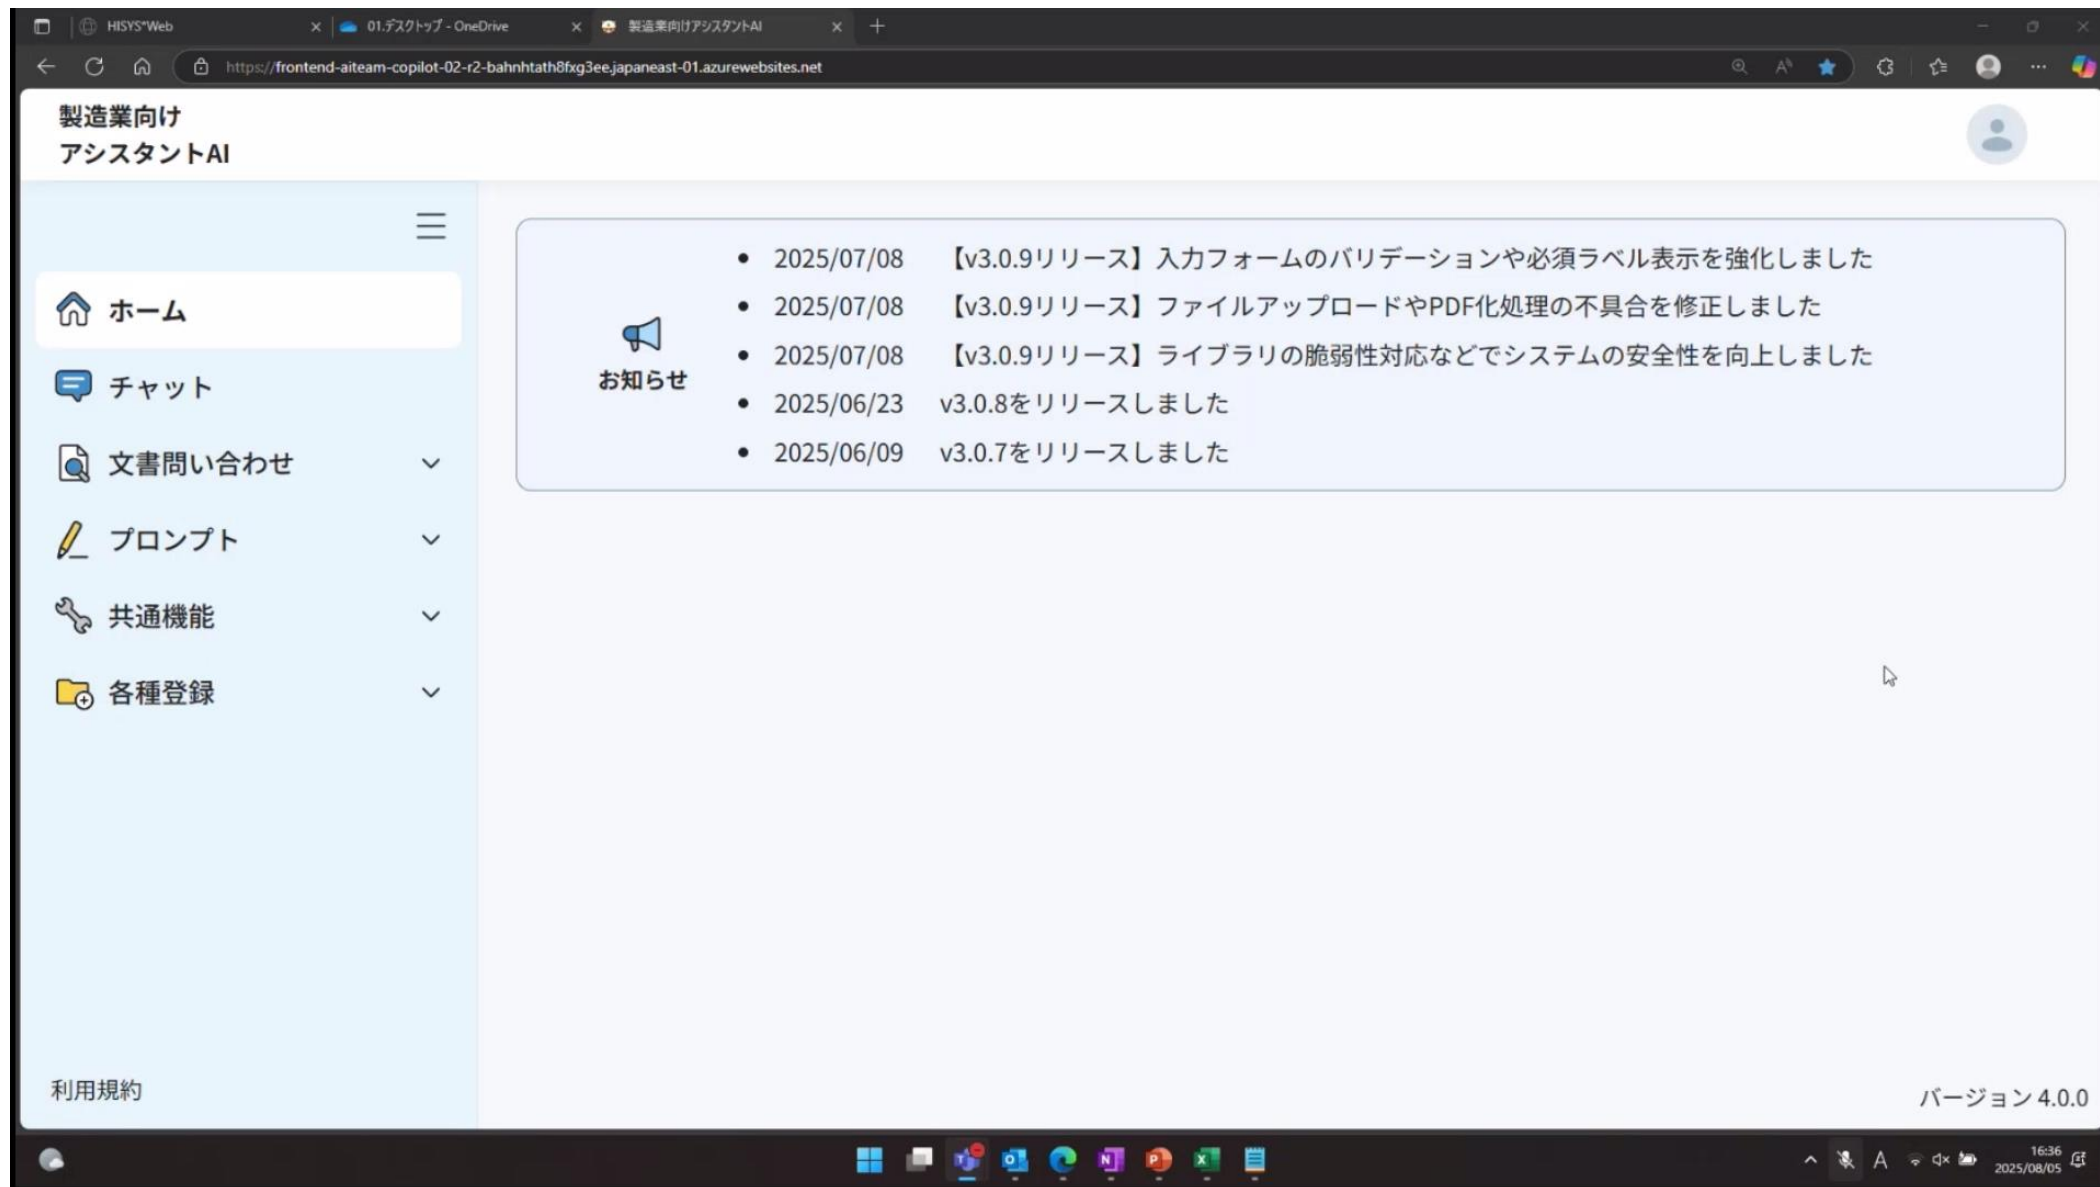 HISYS*Web
01.デスクトップ - OneDrive
製造業向けアシスタントAI
https://frontend-aiteam-copilot-02-r2-bahnhtath8fxg3ee.japaneast-01.azurewebsites.net
製造業向け
アシスタントAI
ホーム
チャット
文書問い合わせ
プロンプト
共通機能
各種登録
利用規約
お知らせ
• 2025/07/08 【v3.0.9リリース】入力フォームのバリデーションや必須ラベル表示を強化しました
• 2025/07/08 【v3.0.9リリース】ファイルアップロードやPDF化処理の不具合を修正しました
• 2025/07/08 【v3.0.9リリース】ライブラリの脆弱性対応などでシステムの安全性を向上しました
• 2025/06/23 v3.0.8をリリースしました
• 2025/06/09 v3.0.7をリリースしました
バージョン 4.0.0
A
16:36
2025/08/05